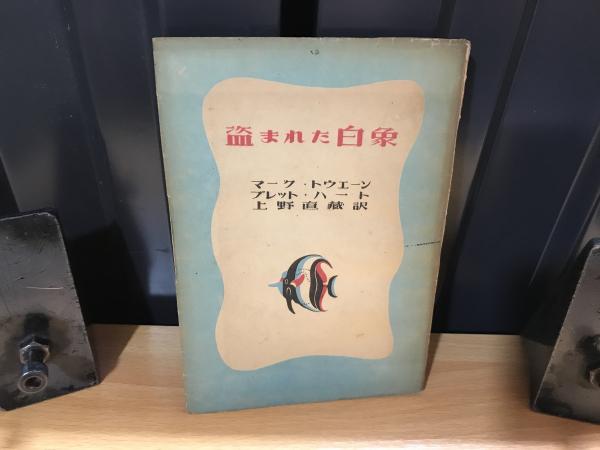 盗まれた白象
マーク・トウエーン
ブレット・ハート
上野直藏訳